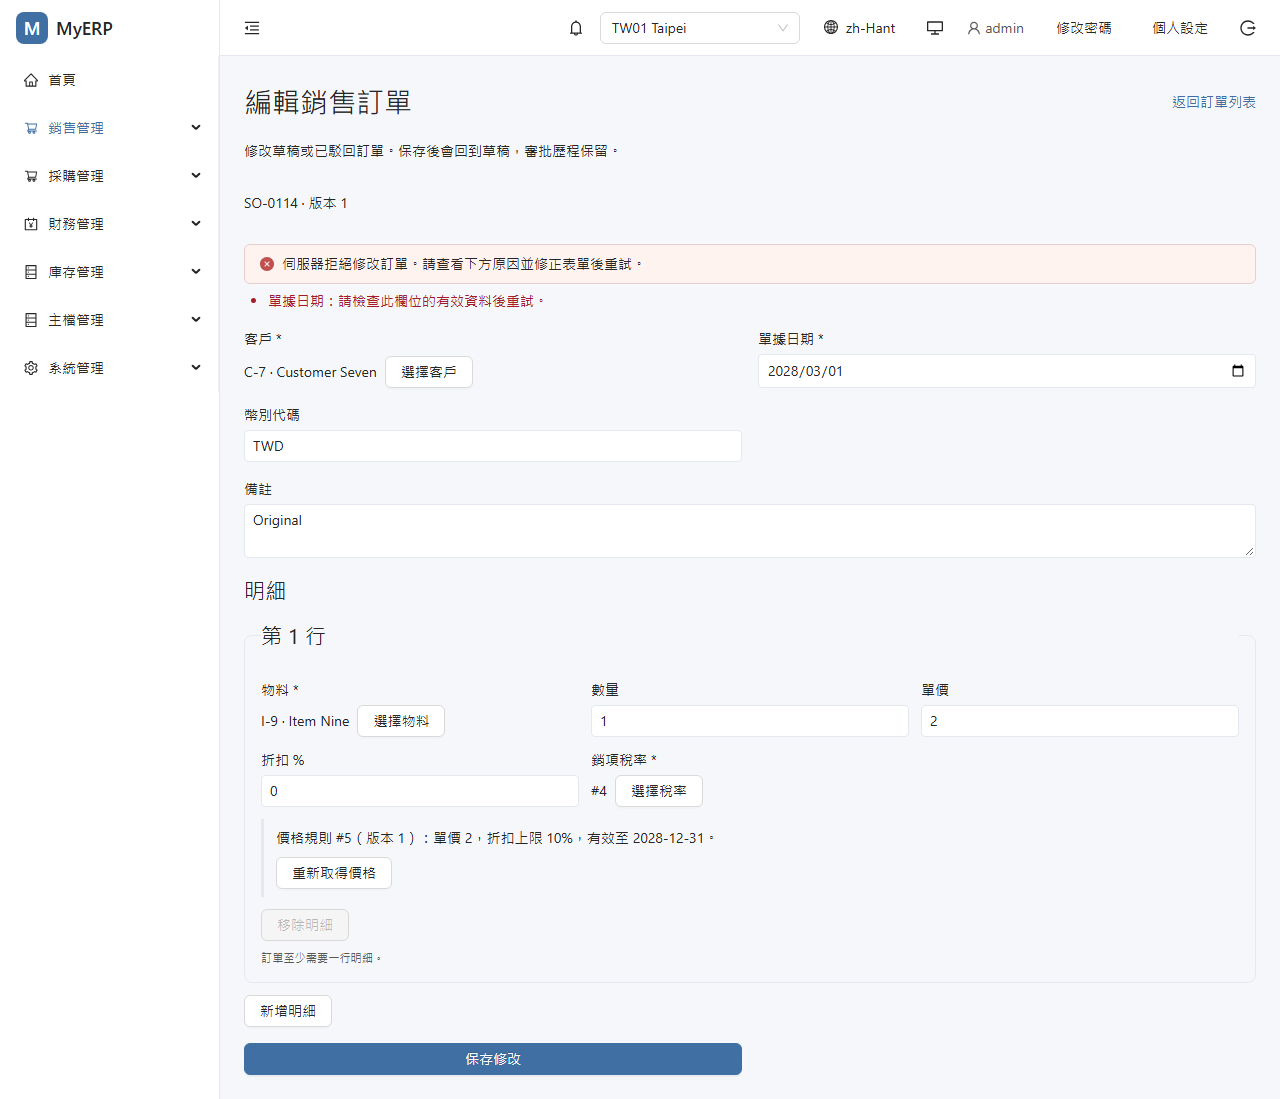 M MyERP
TW01 Taipei
zh-Hant
admin
修改密碼
個人設定
首頁
銷售管理
採購管理
財務管理
庫存管理
主檔管理
系統管理
編輯銷售訂單
返回訂單列表
修改草稿或已駁回訂單。保存後會回到草稿，審批歷程保留。
SO-0114 · 版本 1
伺服器拒絕修改訂單。請查看下方原因並修正表單後重試。
單據日期：請檢查此欄位的有效資料後重試。
客戶 *
C-7 · Customer Seven
選擇客戶
單據日期 *
2028/03/01
幣別代碼
TWD
備註
Original
明細
第 1 行
物料 *
I-9 · Item Nine
選擇物料
數量
1
單價
2
折扣 %
0
銷項稅率 *
#4
選擇稅率
價格規則 #5（版本 1）：單價 2，折扣上限 10%，有效至 2028-12-31。
重新取得價格
移除明細
訂單至少需要一行明細。
新增明細
保存修改